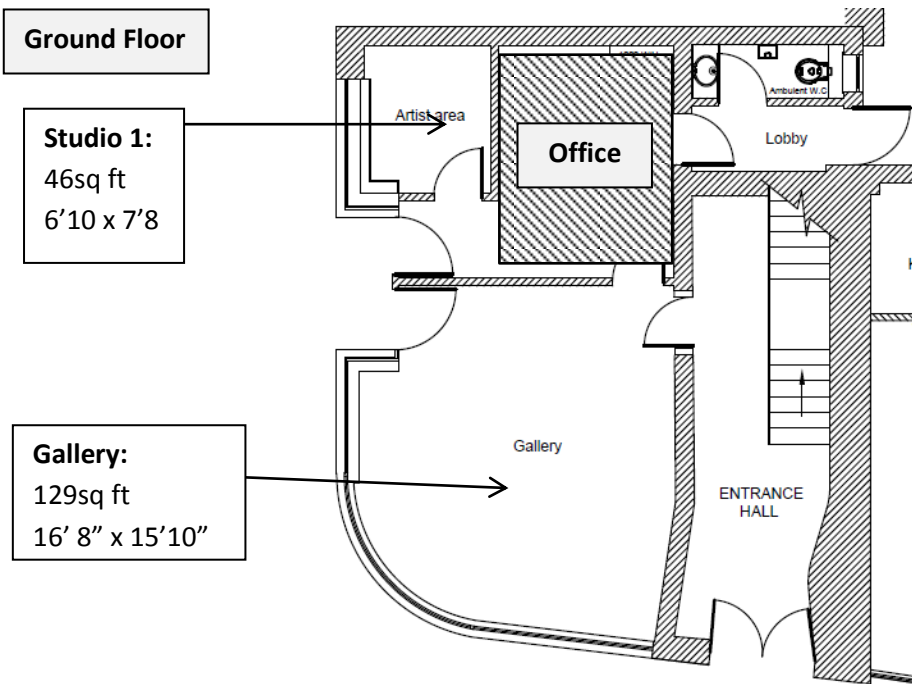 Ground Floor
Studio 1:
46sq ft
6’10 x 7’8
Artist area
Office
Ambulent W.C
Lobby
Gallery:
129sq ft
16’ 8” x 15’10”
Gallery
ENTRANCE
HALL